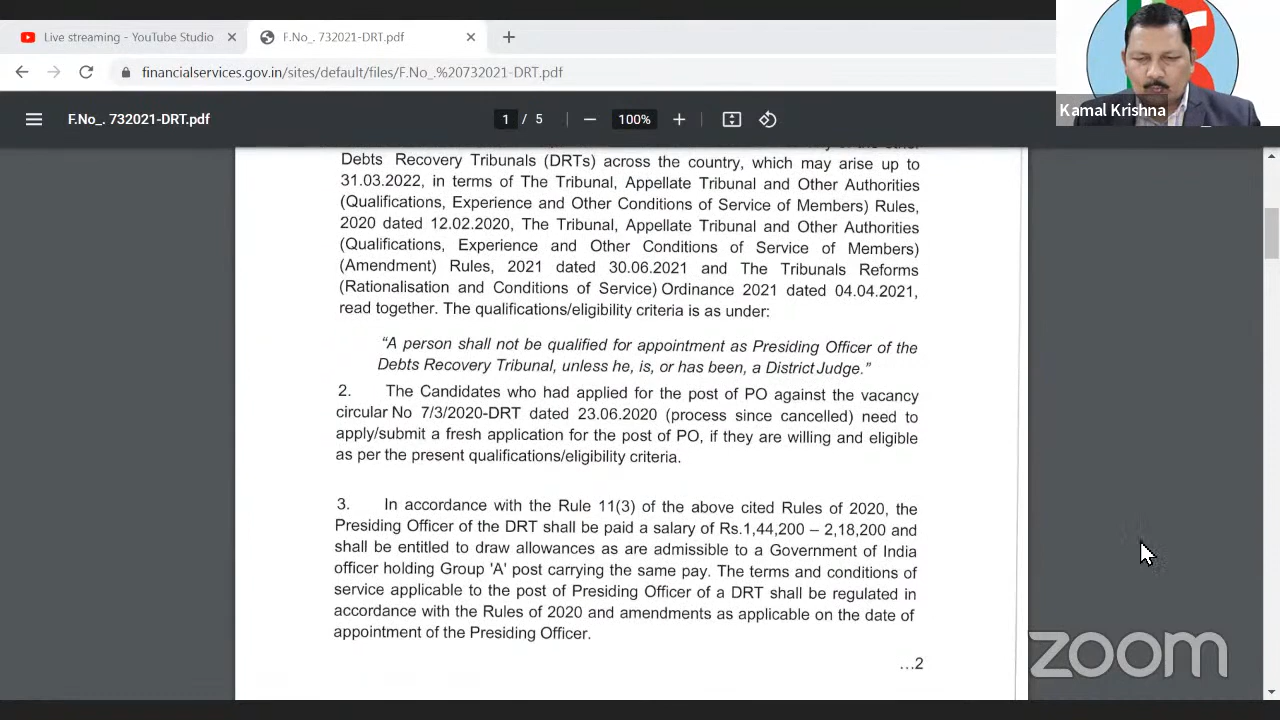 Live streaming - YouTube Studio
F.No_. 732021-DRT.pdf
financialservices.gov.in/sites/default/files/F.No_.%20732021-DRT.pdf
Kamal Krishna
F.No_. 732021-DRT.pdf
1 / 5
100%
Debts Recovery Tribunals (DRTs) across the country, which may arise up to
31.03.2022, in terms of The Tribunal, Appellate Tribunal and Other Authorities
(Qualifications, Experience and Other Conditions of Service of Members) Rules,
2020 dated 12.02.2020, The Tribunal, Appellate Tribunal and Other Authorities
(Qualifications, Experience and Other Conditions of Service of Members)
(Amendment) Rules, 2021 dated 30.06.2021 and The Tribunals Reforms
(Rationalisation and Conditions of Service) Ordinance 2021 dated 04.04.2021,
read together. The qualifications/eligibility criteria is as under:
“A person shall not be qualified for appointment as Presiding Officer of the
Debts Recovery Tribunal, unless he, is, or has been, a District Judge.”
2. The Candidates who had applied for the post of PO against the vacancy
circular No 7/3/2020-DRT dated 23.06.2020 (process since cancelled) need to
apply/submit a fresh application for the post of PO, if they are willing and eligible
as per the present qualifications/eligibility criteria.
3. In accordance with the Rule 11(3) of the above cited Rules of 2020, the
Presiding Officer of the DRT shall be paid a salary of Rs.1,44,200 – 2,18,200 and
shall be entitled to draw allowances as are admissible to a Government of India
officer holding Group 'A' post carrying the same pay. The terms and conditions of
service applicable to the post of Presiding Officer of a DRT shall be regulated in
accordance with the Rules of 2020 and amendments as applicable on the date of
appointment of the Presiding Officer.
...2
zoom